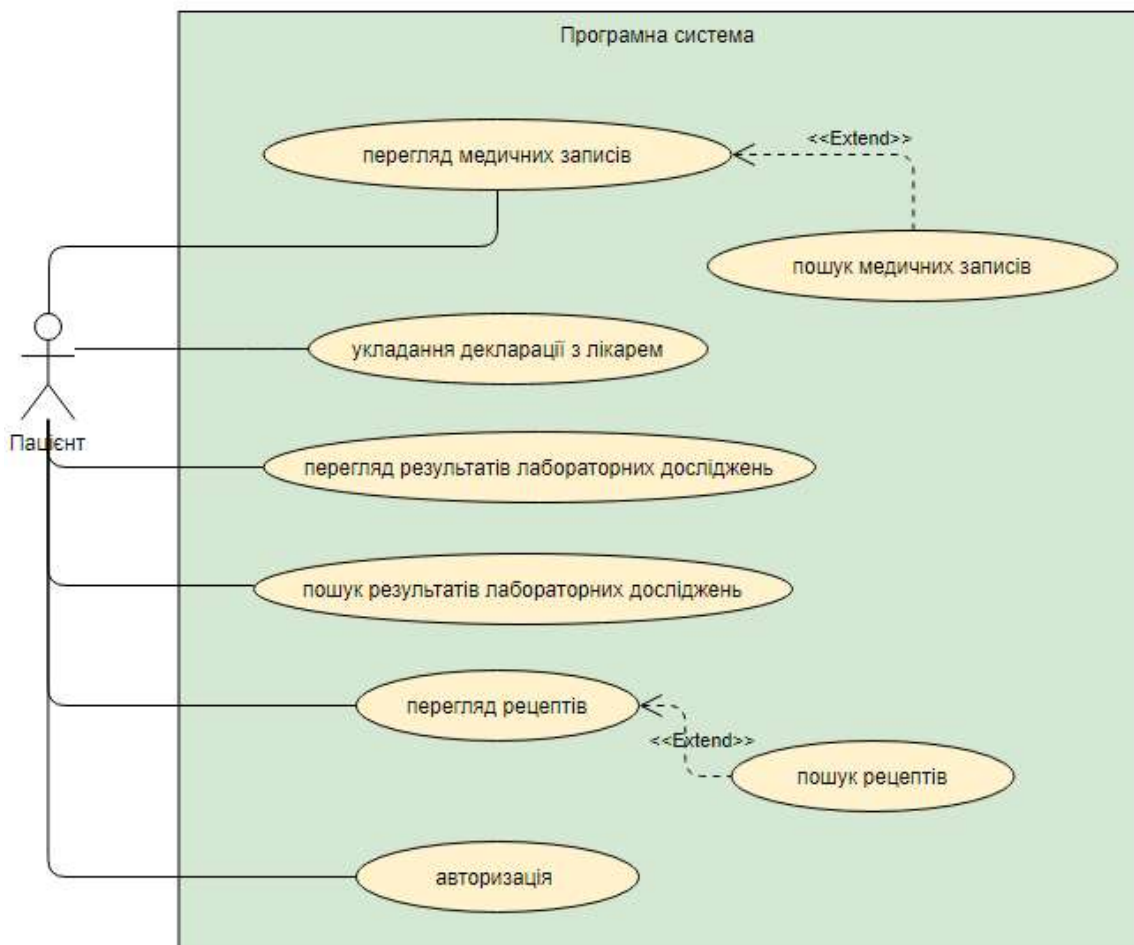 Програмна система
<<Extend>>
перегляд медичних записів
пошук медичних записів
укладання декларації з лікарем
Пацієнт
перегляд результатів лабораторних досліджень
пошук результатів лабораторних досліджень
перегляд рецептів
<<Extend>>
пошук рецептів
авторизація